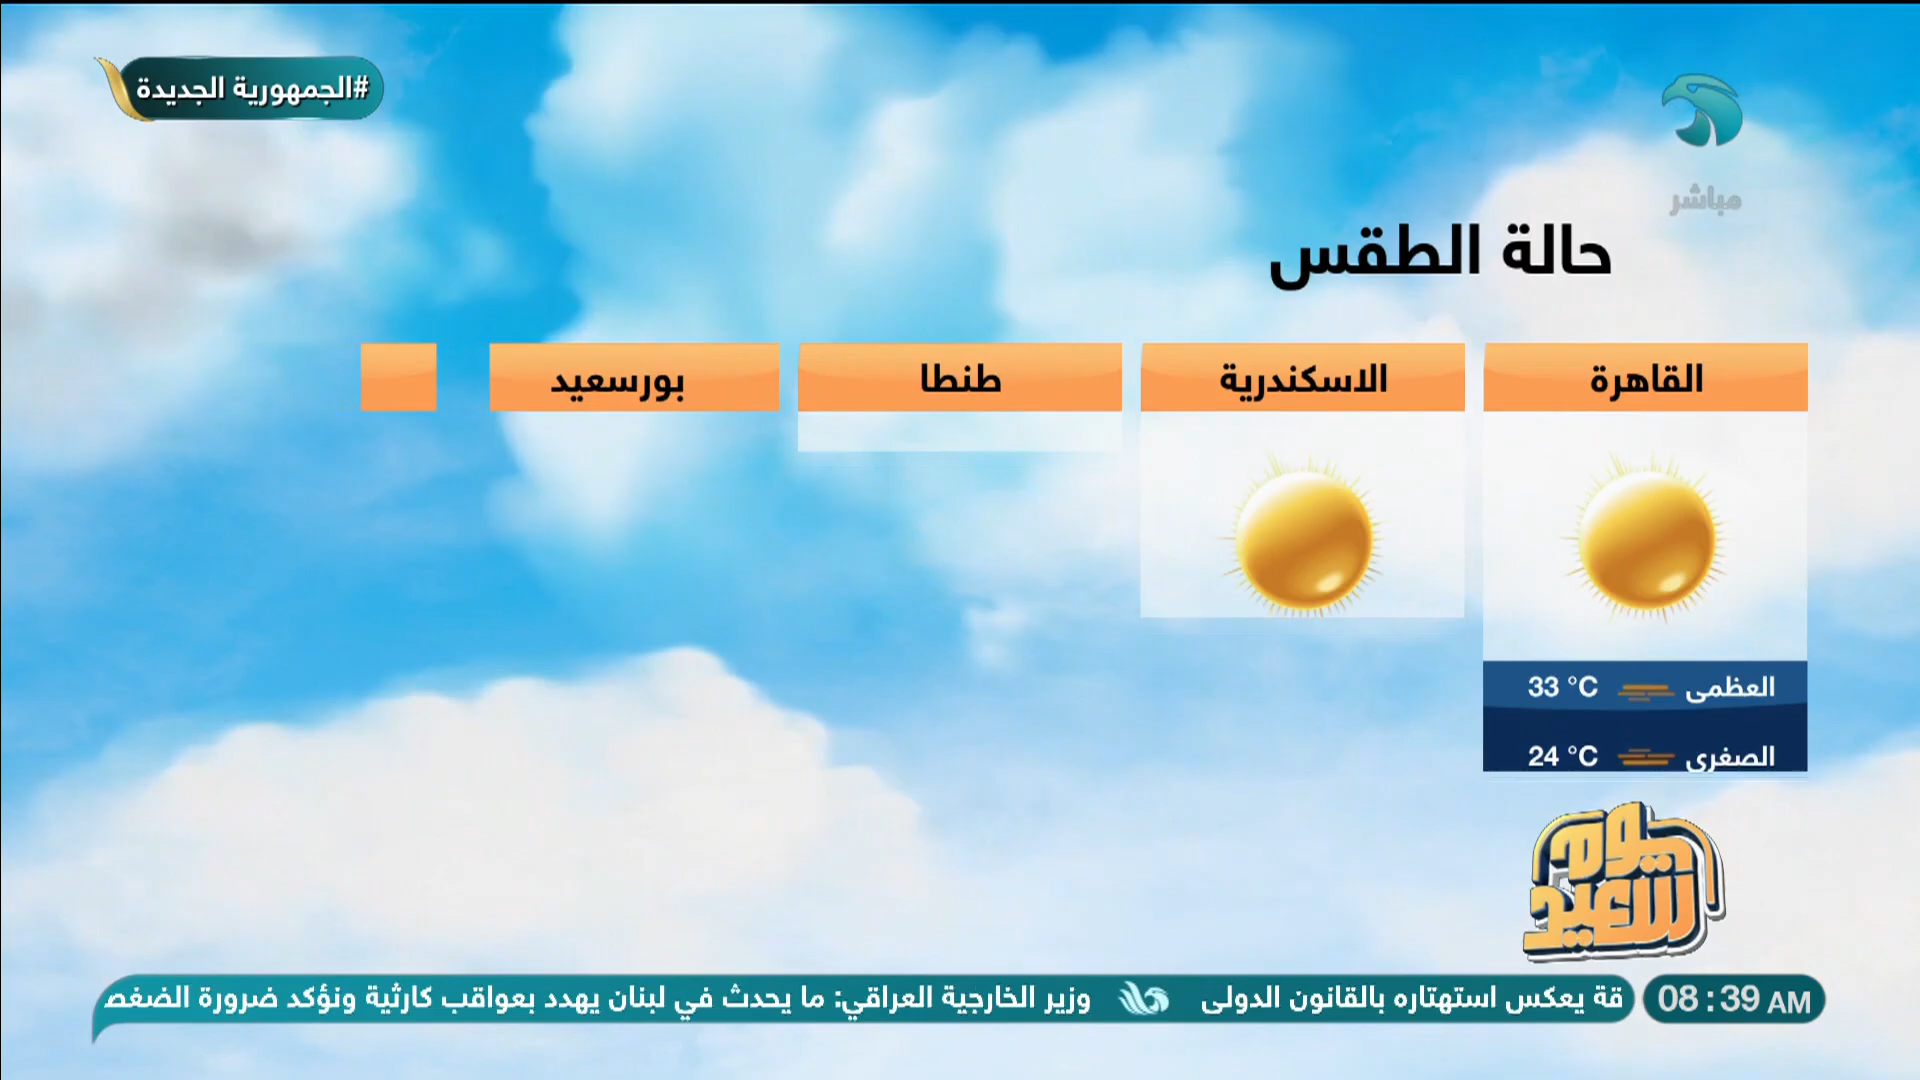 #الجمهورية الجديدة
مباشر
حالة الطقس
القاهرة
الاسكندرية
طنطا
بورسعيد
العظمى 33 °C
الصغرى 24 °C
يوم سعيد
قة يعكس استهتاره بالقانون الدولى
وزير الخارجية العراقي: ما يحدث في لبنان يهدد بعواقب كارثية ونؤكد ضرورة الضغط
08:39 AM